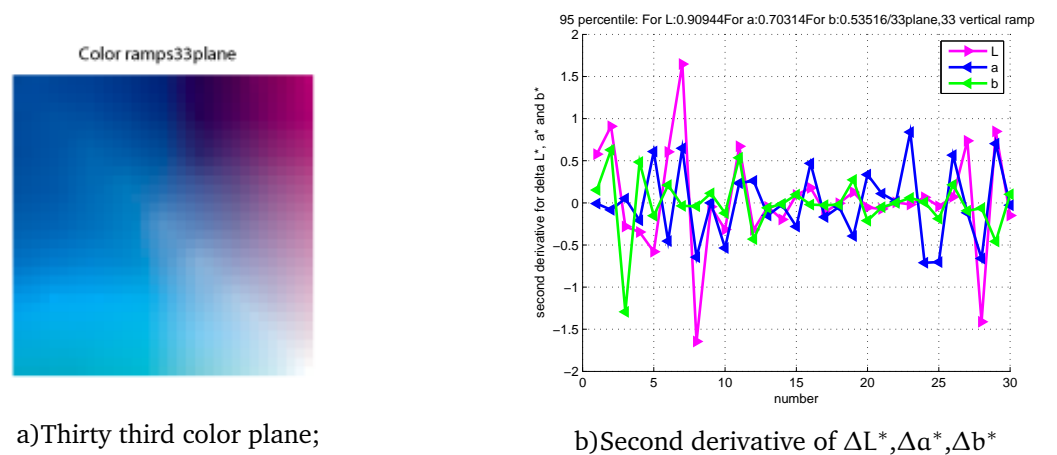 Color ramps33plane
a)Thirty third color plane;
95 percentile: For L:0.90944For a:0.70314For b:0.53516/33plane,33 vertical ramp
second derivative for delta L*, a* and b*
2
1.5
1
0.5
0
−0.5
−1
−1.5
−2
L
a
b
0 5 10 15 20 25 30
number
b)Second derivative of ΔL*,Δa*,Δb*